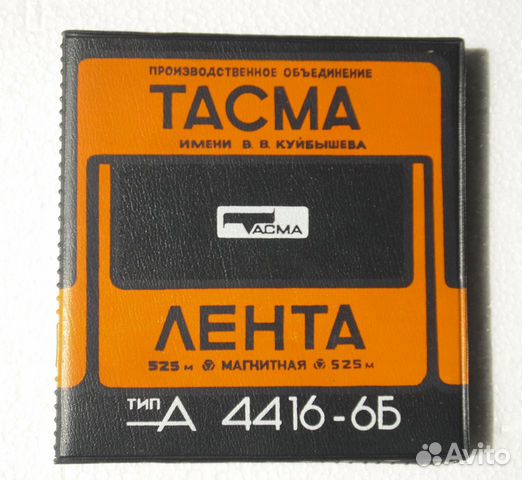 ПРОИЗВОДСТВЕННОЕ ОБЪЕДИНЕНИЕ
ТАСМА
ИМЕНИ В. В. КУЙБЫШЕВА
ТАСМА
ЛЕНТА
525 м МАГНИТНАЯ 525 м
ТИП А 4416-6Б
Avito